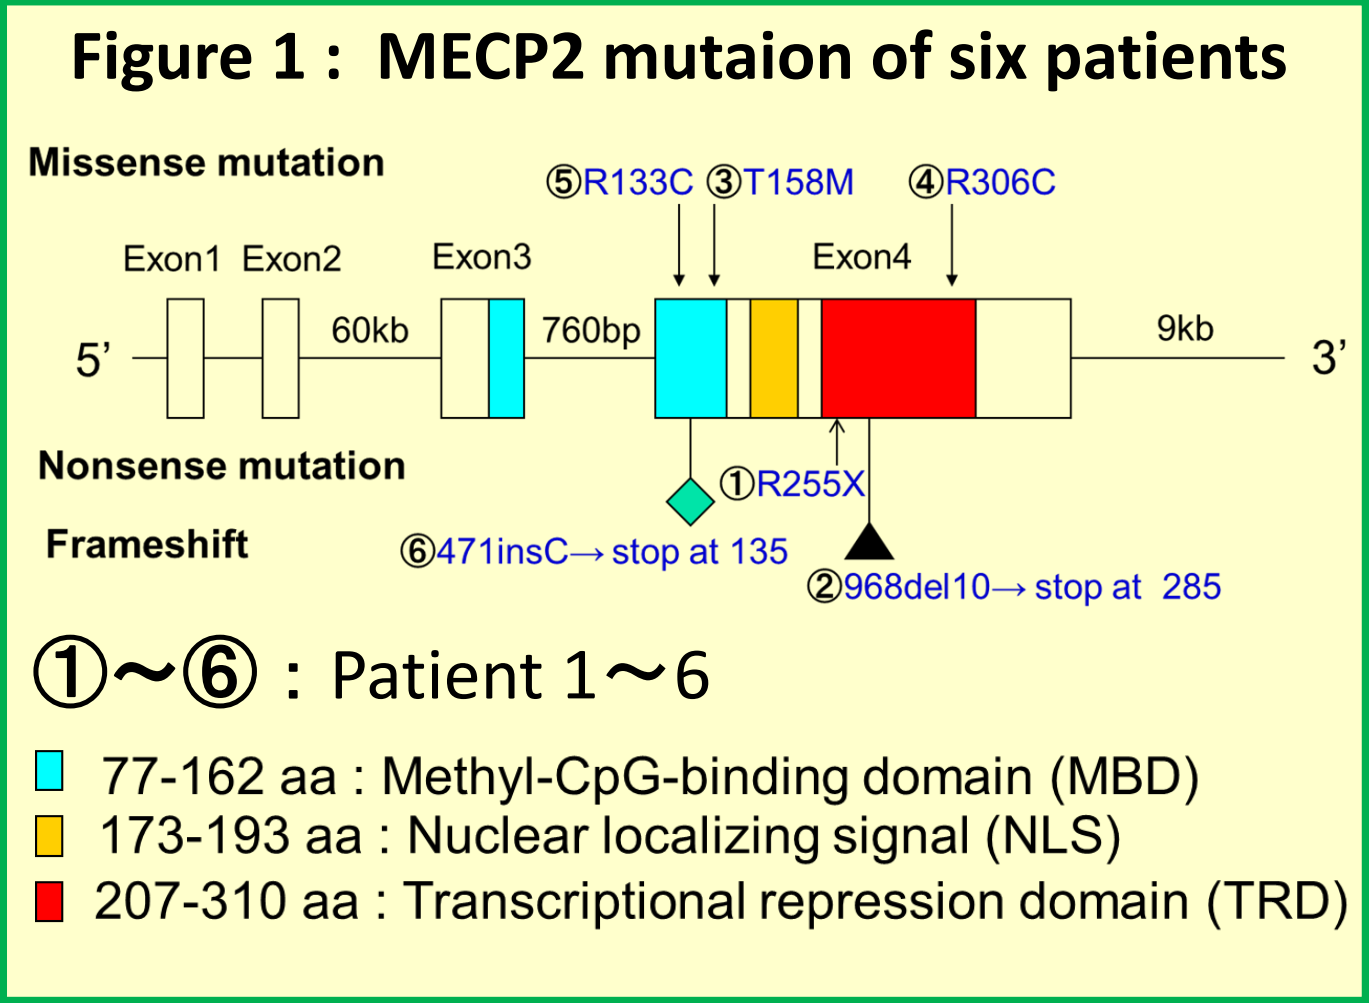 Figure 1 : MECP2 mutaion of six patients
Missense mutation
⑤R133C ③T158M ④R306C
Exon1 Exon2 Exon3 Exon4
60kb 760bp 9kb
5’ 3’
Nonsense mutation
①R255X
Frameshift
⑥471insC→ stop at 135
②968del10→ stop at 285
①～⑥ : Patient 1～6
77-162 aa : Methyl-CpG-binding domain (MBD)
173-193 aa : Nuclear localizing signal (NLS)
207-310 aa : Transcriptional repression domain (TRD)